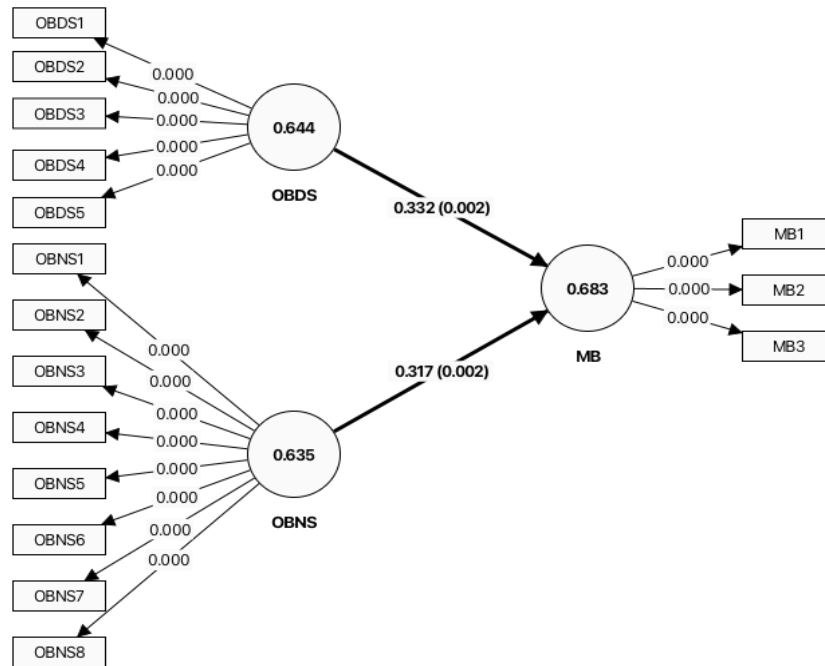 OBDS1
0.000
OBDS2
0.000
OBDS3
0.000
0.644
0.000
OBDS4
0.000
OBDS
OBDS5
0.332 (0.002)
MB1
OBNS1
0.000
0.683
0.000
MB2
OBNS2
0.000
MB3
MB
0.000
OBNS3
0.317 (0.002)
0.000
0.000
OBNS4
0.000
0.635
0.000
OBNS5
0.000
OBNS
0.000
OBNS6
0.000
OBNS7
OBNS8